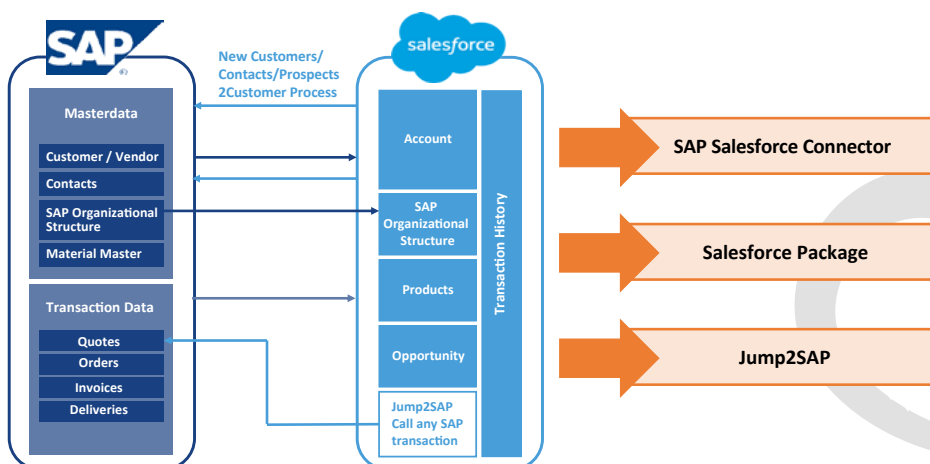 SAP
®
salesforce
New Customers/
Contacts/Prospects
2Customer Process
Masterdata
Customer / Vendor
Contacts
SAP Organizational
Structure
Material Master
Transaction Data
Quotes
Orders
Invoices
Deliveries
Account
SAP
Organizational
Structure
Products
Opportunity
Jump2SAP
Call any SAP
transaction
Transaction History
SAP Salesforce Connector
Salesforce Package
Jump2SAP